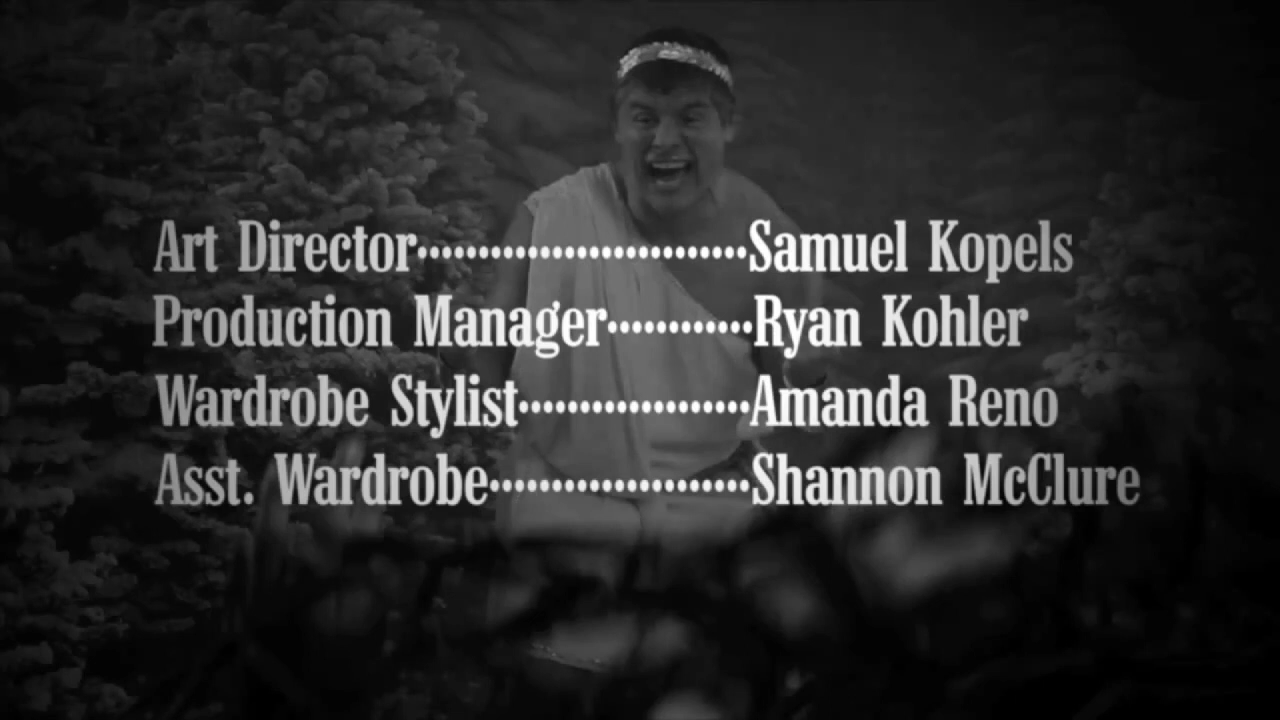 Art Director························Samuel Kopels
Production Manager············Ryan Kohler
Wardrobe Stylist···················Amanda Reno
Asst. Wardrobe·····················Shannon McClure